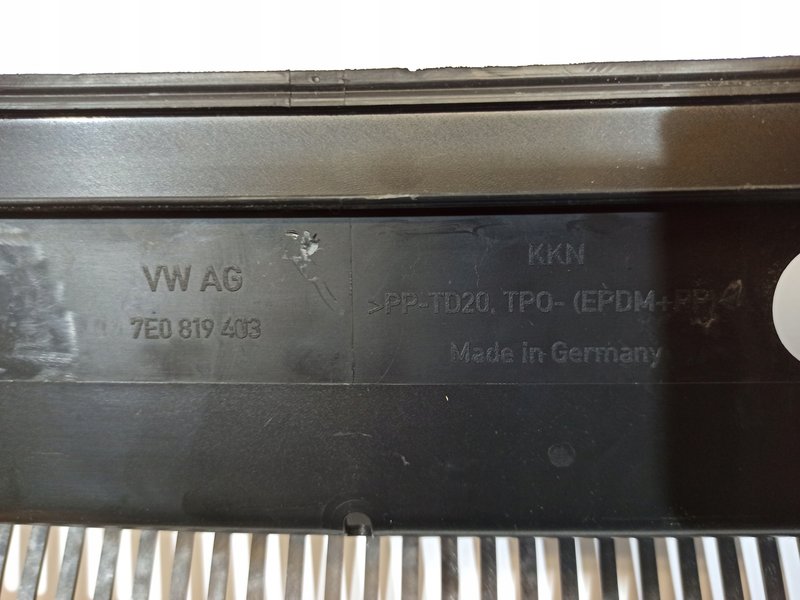 VW AG
7E0 819 403
KKN
>PP-TD20, TPO- (EPDM+PP)<
Made in Germany